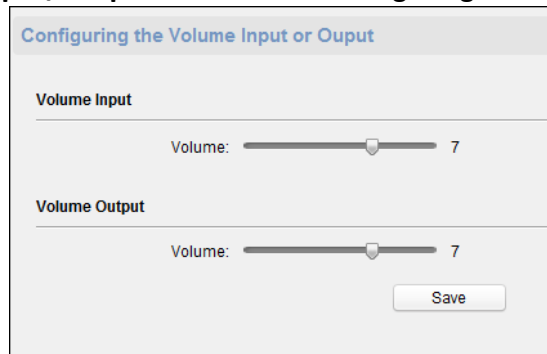 Configuring the Volume Input or Ouput
Volume Input
Volume: 7
Volume Output
Volume: 7
Save